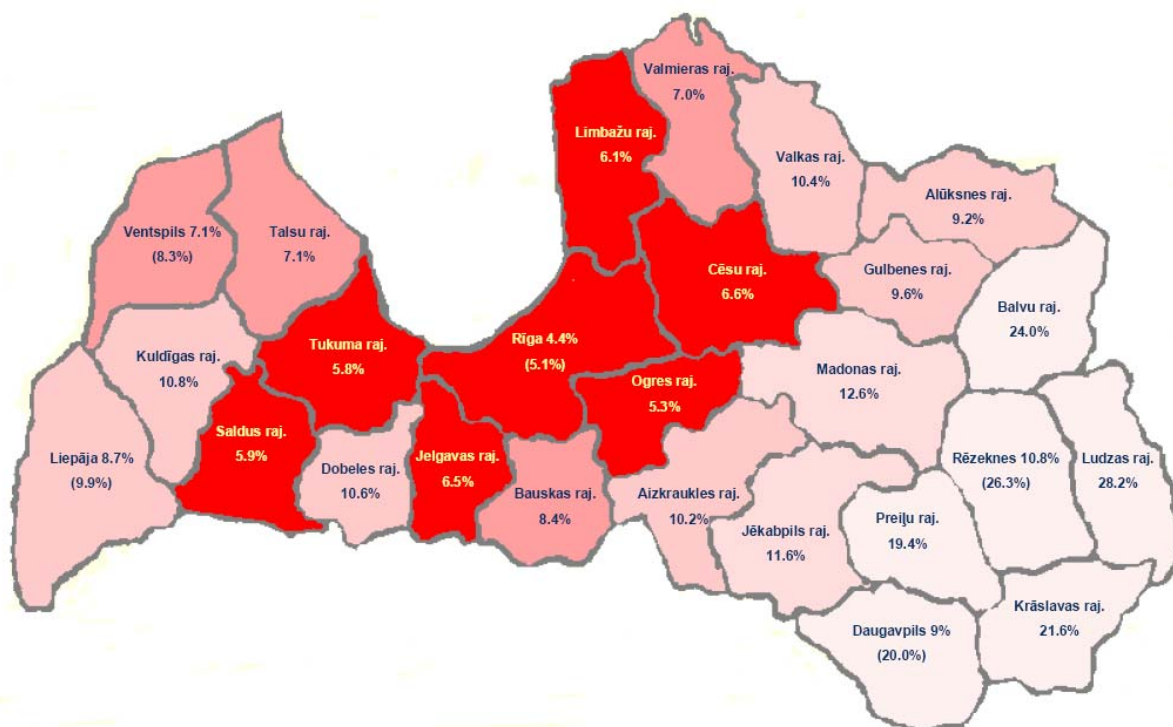 Valmieras raj.
7.0%
Limbažu raj.
6.1%
Valkas raj.
10.4%
Alūksnes raj.
9.2%
Ventspils 7.1%
(8.3%)
Talsu raj.
7.1%
Cēsu raj.
6.6%
Gulbenes raj.
9.6%
Balvu raj.
24.0%
Kuldīgas raj.
10.8%
Tukuma raj.
5.8%
Rīga 4.4%
(5.1%)
Ogres raj.
5.3%
Madonas raj.
12.6%
Saldus raj.
5.9%
Liepāja 8.7%
(9.9%)
Dobeles raj.
10.6%
Jelgavas raj.
6.5%
Bauskas raj.
8.4%
Aizkraukles raj.
10.2%
Jēkabpils raj.
11.6%
Preiļu raj.
19.4%
Rēzeknes 10.8%
(26.3%)
Ludzas raj.
28.2%
Daugavpils 9%
(20.0%)
Krāslavas raj.
21.6%